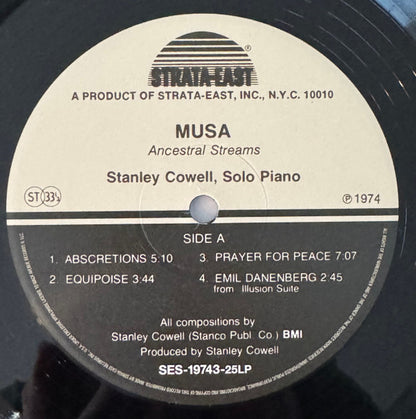 STRATA-EAST ®
A PRODUCT OF STRATA-EAST, INC., N.Y.C. 10010
MUSA
Ancestral Streams
Stanley Cowell, Solo Piano
ST 33⅓
℗ 1974
SIDE A
1. ABSCRETIONS 5:10
2. EQUIPOISE 3:44
3. PRAYER FOR PEACE 7:07
4. EMIL DANENBERG 2:45
from Illusion Suite
All compositions by
Stanley Cowell (Stanco Publ. Co.) BMI
Produced by Stanley Cowell
SES-19743-25LP